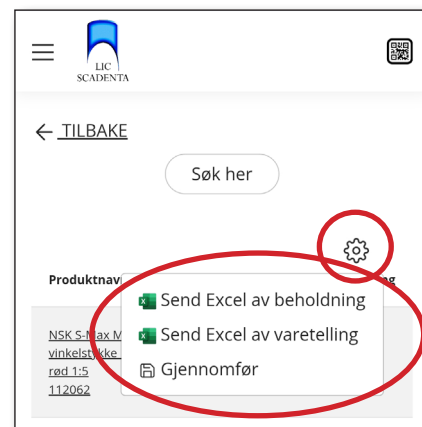 LIC
SCADENTA
TILBAKE
Søk her
Produktnav
Send Excel av beholdning
Send Excel av varetelling
Gjennomfør
NSK S-Max M
vinkelstykke
rød 1:5
112062